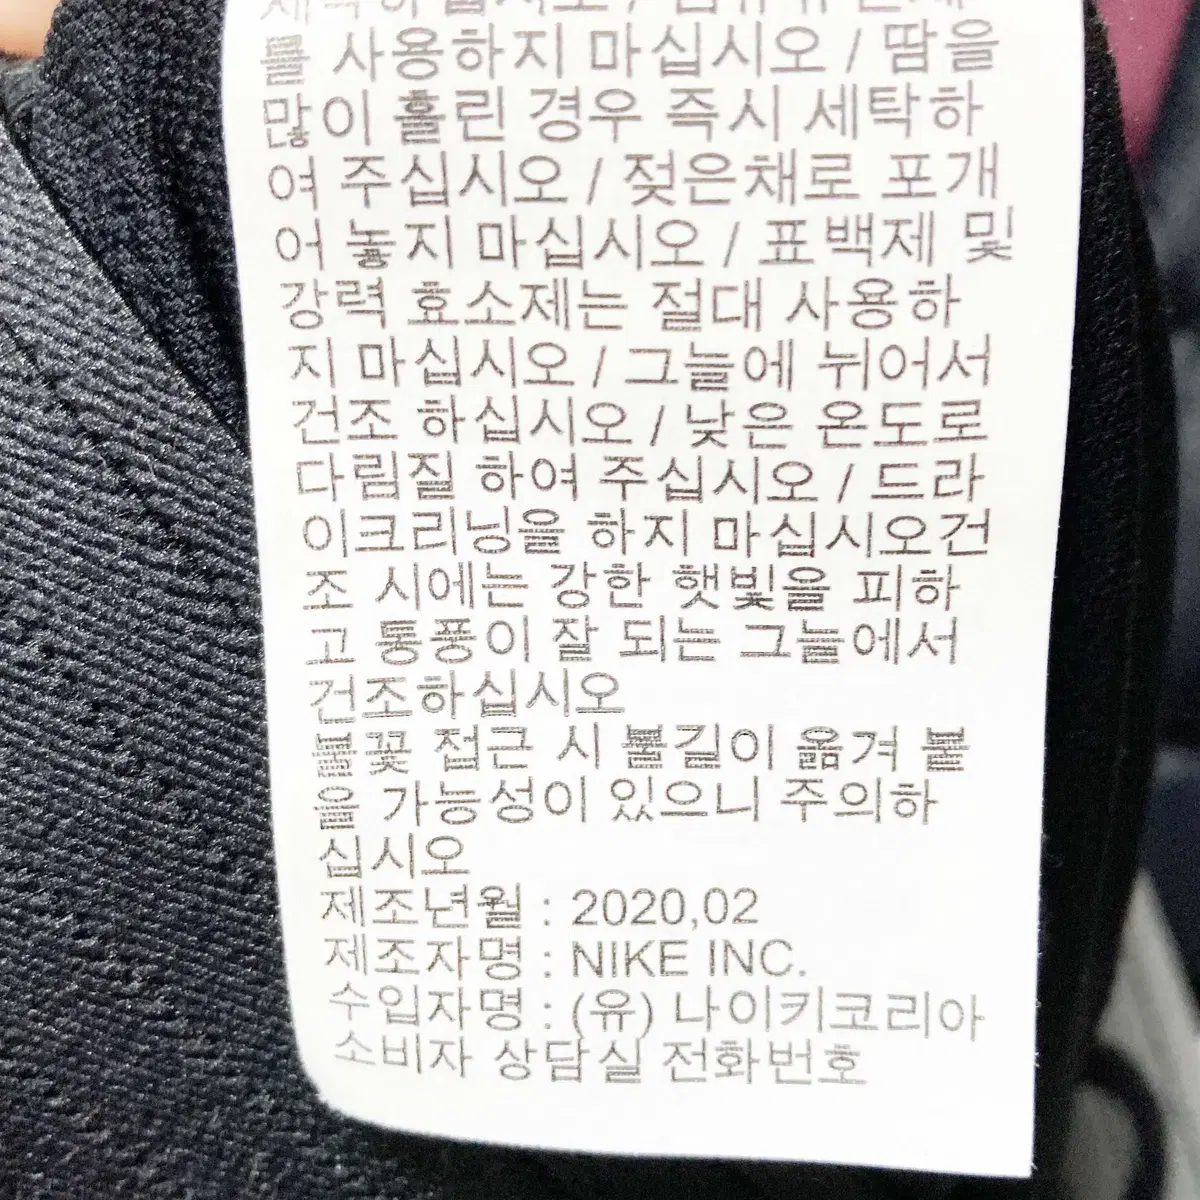 를 사용하지 마십시오 / 땀을
많이 흘린 경우 즉시 세탁하
여 주십시오 / 젖은채로 포개
어 놓지 마십시오 / 표백제 및
강력 효소제는 절대 사용하
지 마십시오 / 그늘에 뉘어서
건조 하십시오 / 낮은 온도로
다림질 하여 주십시오 / 드라
이크리닝을 하지 마십시오건
조 시에는 강한 햇빛을 피하
고 통풍이 잘 되는 그늘에서
건조하십시오
불꽃 접근 시 불길이 옮겨 붙
을 가능성이 있으니 주의하
십시오
제조년월 : 2020,02
제조자명 : NIKE INC.
수입자명 : (유) 나이키코리아
소비자 상담실 전화번호